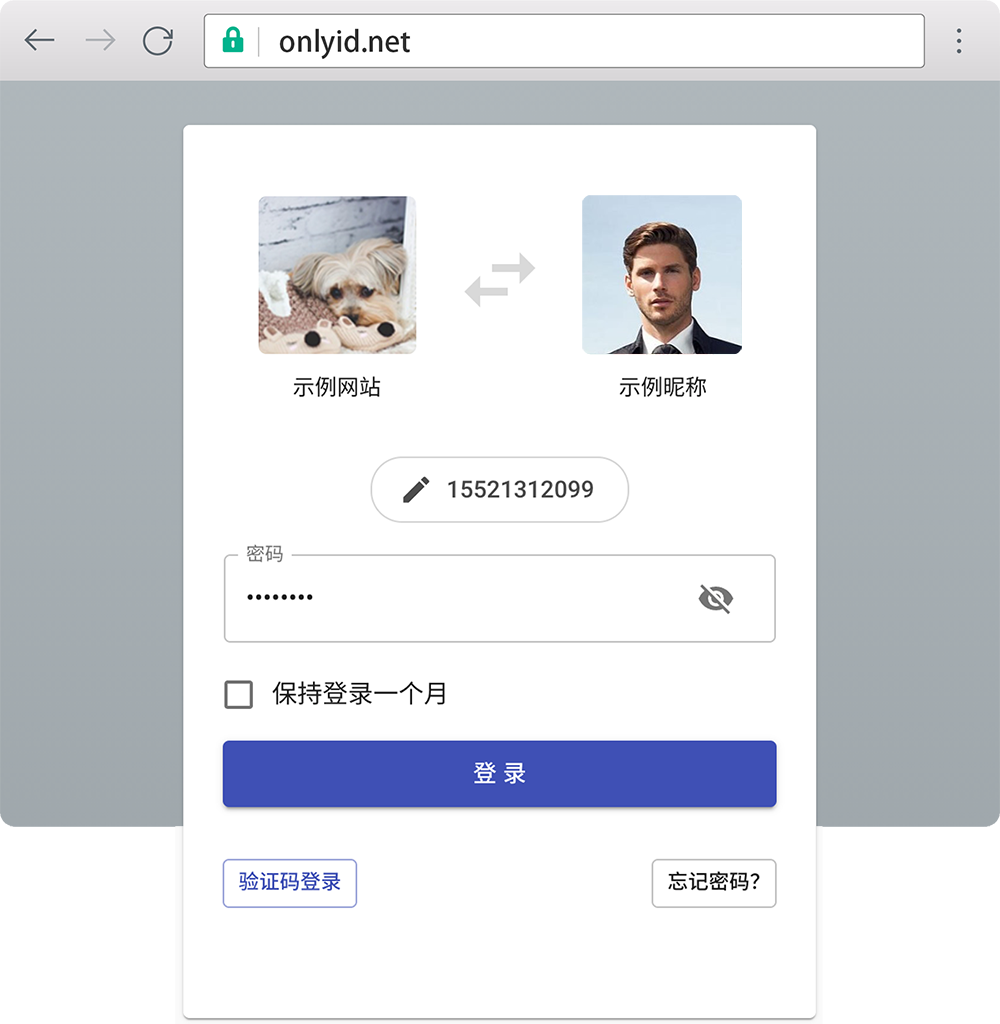 onlyid.net
示例网站
示例昵称
15521312099
密码
••••••••
保持登录一个月
登 录
验证码登录
忘记密码?